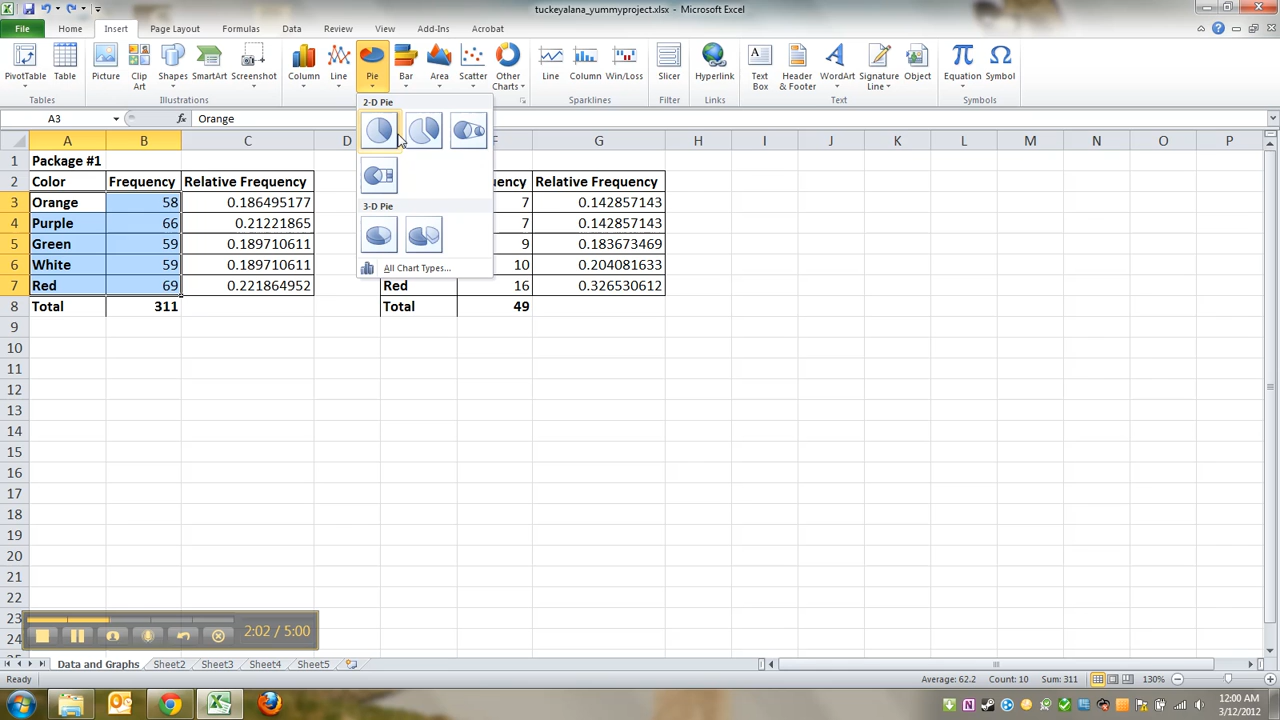 tuckeyalana_yummyproject.xlsx - Microsoft Excel
File Home Insert Page Layout Formulas Data Review View Add-Ins Acrobat
PivotTable Table Picture Clip Art Shapes SmartArt Screenshot Column Line Pie Bar Area Scatter Other Charts Line Column Win/Loss Slicer Hyperlink Text Box Header & Footer WordArt Signature Line Object Equation Symbol
Tables Illustrations Sparklines Filter Links Text Symbols
2-D Pie
3-D Pie
All Chart Types...
A3 fx Orange
A B C D F G H I J K L M N O P
1 Package #1
2 Color Frequency Relative Frequency uency Relative Frequency
3 Orange 58 0.186495177 7 0.142857143
4 Purple 66 0.21221865 7 0.142857143
5 Green 59 0.189710611 9 0.183673469
6 White 59 0.189710611 10 0.204081633
7 Red 69 0.221864952 Red 16 0.326530612
8 Total 311 Total 49
9
10
11
12
13
14
15
16
17
18
19
20
21
22
23
24
2:02 / 5:00
Data and Graphs Sheet2 Sheet3 Sheet4 Sheet5
Ready Average: 62.2 Count: 10 Sum: 311 130%
12:00 AM
3/12/2012